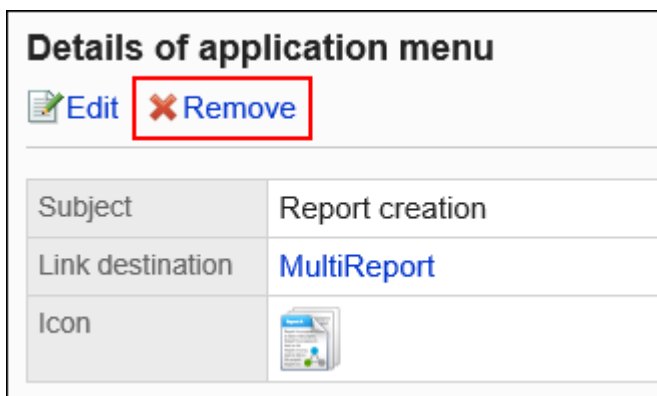 Details of application menu
Edit Remove
Subject Report creation
Link destination MultiReport
Icon